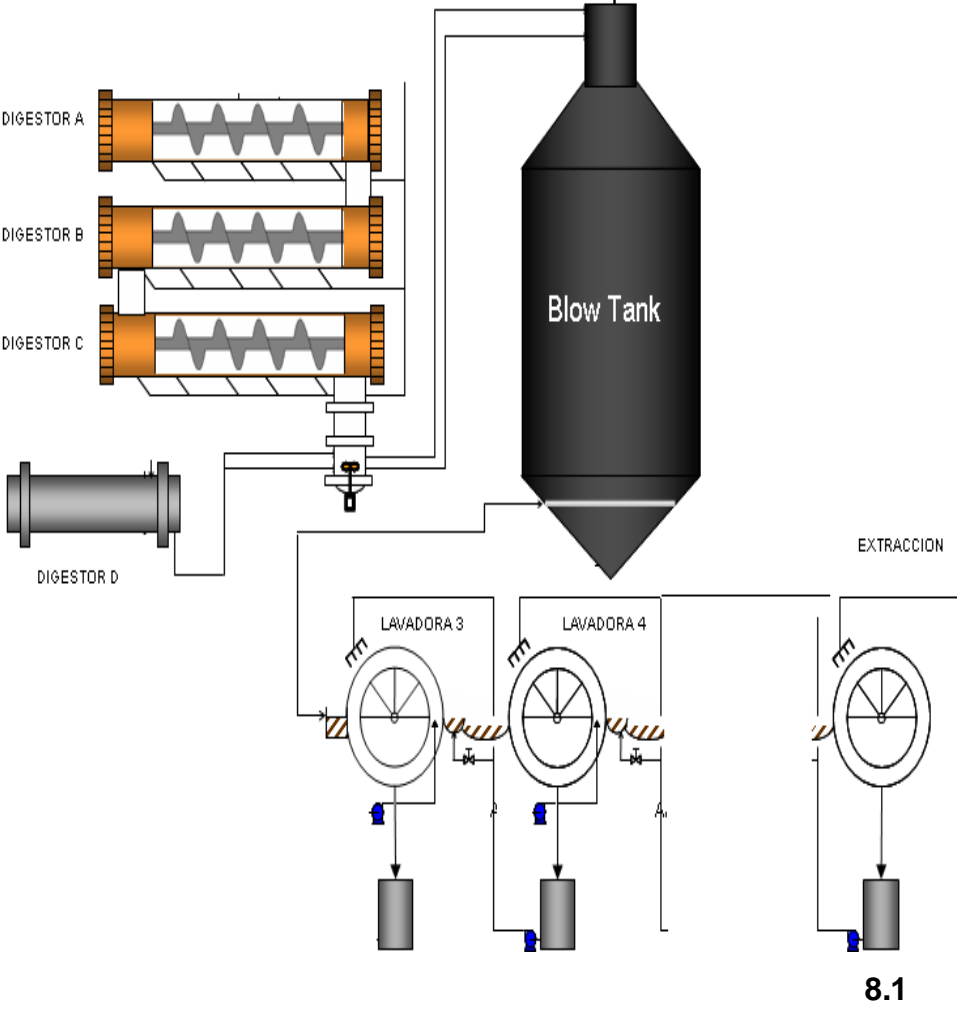 DIGESTOR A
DIGESTOR B
Blow Tank
DIGESTOR C
EXTRACCION
DIGESTOR D
LAVADORA 3
LAVADORA 4
8.1